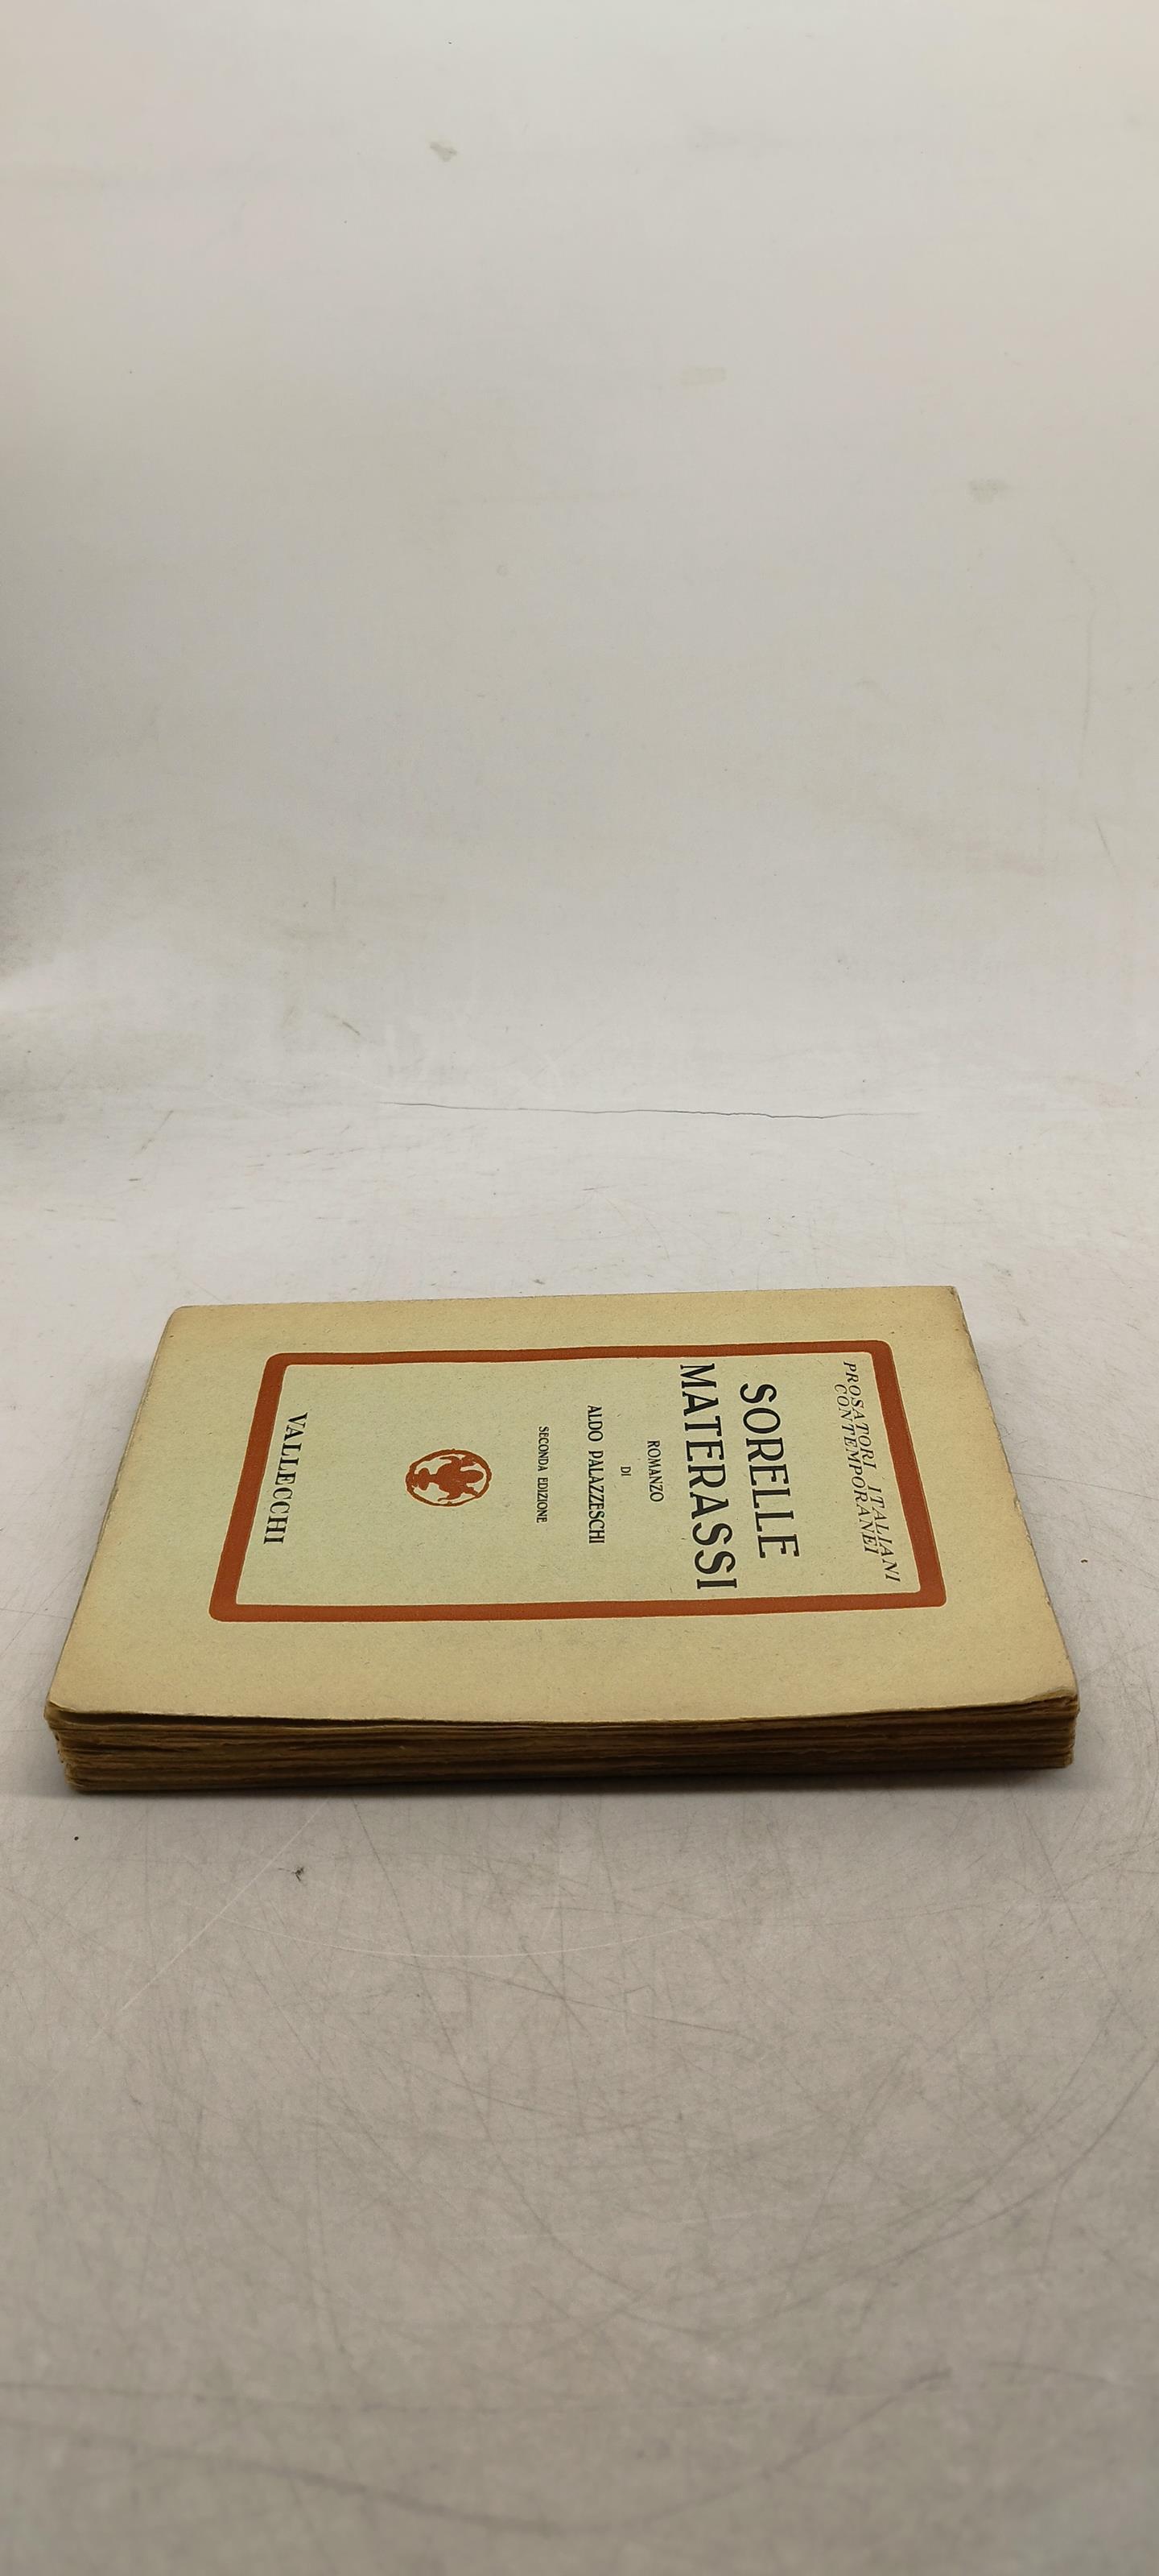 PROSATORI ITALIANI
CONTEMPORANEI
SORELLE
MATERASSI
ROMANZO
DI
ALDO PALAZZESCHI
SECONDA EDIZIONE
VALLECCHI